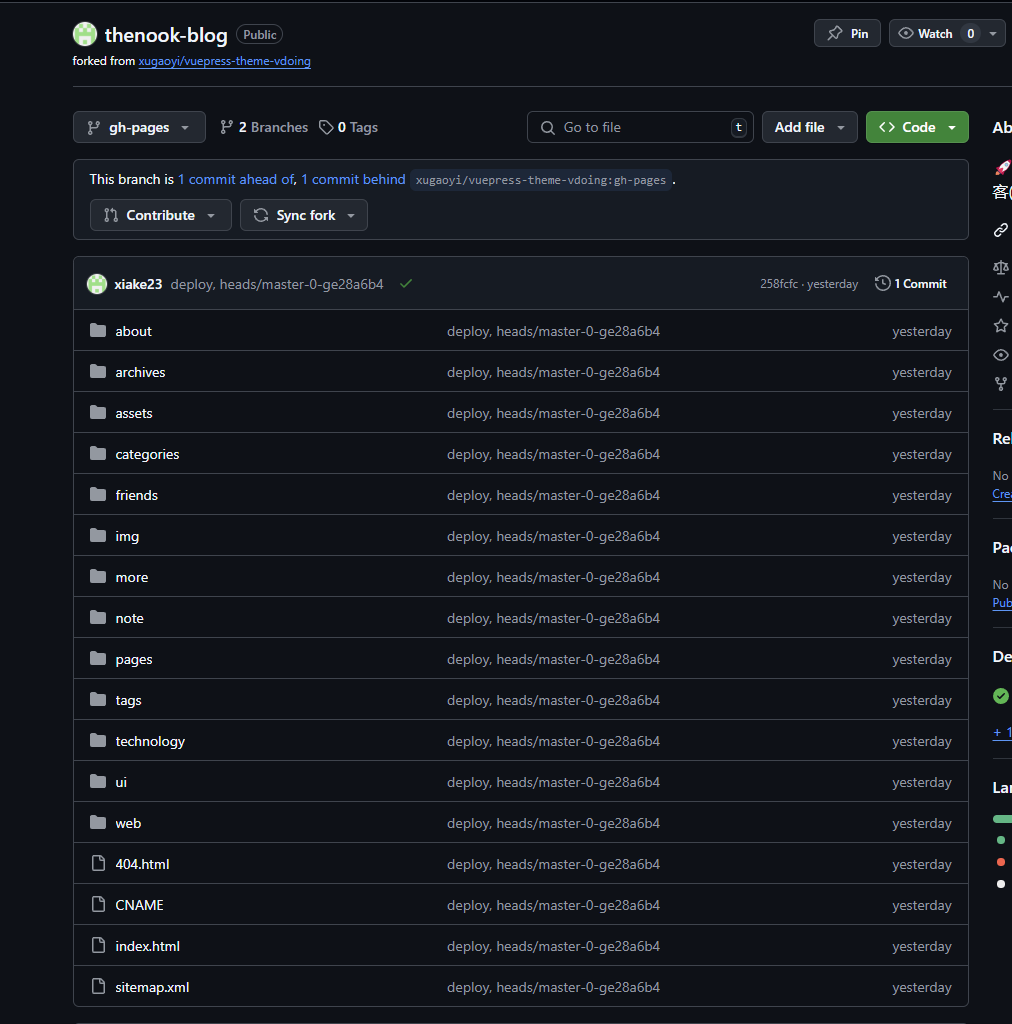 thenook-blog Public Pin Watch 0
forked from xugaoyi/vuepress-theme-vdoing
gh-pages 2 Branches 0 Tags Go to file t Add file Code
This branch is 1 commit ahead of, 1 commit behind xugaoyi/vuepress-theme-vdoing:gh-pages .
Contribute Sync fork
xiake23 deploy, heads/master-0-ge28a6b4 258fcfc · yesterday 1 Commit
about deploy, heads/master-0-ge28a6b4 yesterday
archives deploy, heads/master-0-ge28a6b4 yesterday
assets deploy, heads/master-0-ge28a6b4 yesterday
categories deploy, heads/master-0-ge28a6b4 yesterday
friends deploy, heads/master-0-ge28a6b4 yesterday
img deploy, heads/master-0-ge28a6b4 yesterday
more deploy, heads/master-0-ge28a6b4 yesterday
note deploy, heads/master-0-ge28a6b4 yesterday
pages deploy, heads/master-0-ge28a6b4 yesterday
tags deploy, heads/master-0-ge28a6b4 yesterday
technology deploy, heads/master-0-ge28a6b4 yesterday
ui deploy, heads/master-0-ge28a6b4 yesterday
web deploy, heads/master-0-ge28a6b4 yesterday
404.html deploy, heads/master-0-ge28a6b4 yesterday
CNAME deploy, heads/master-0-ge28a6b4 yesterday
index.html deploy, heads/master-0-ge28a6b4 yesterday
sitemap.xml deploy, heads/master-0-ge28a6b4 yesterday
Ab
🚀
客(
Rel
No
Crea
Pac
No
Pub
De
+ 1
Lan